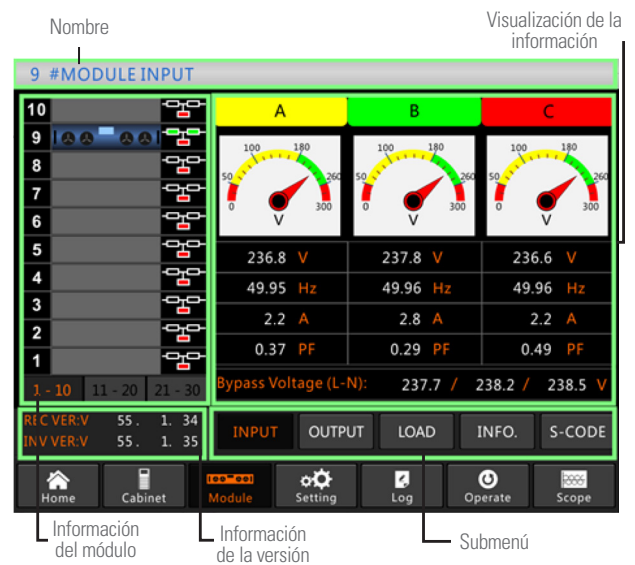 Nombre
Visualización de la
información
9 #MODULE INPUT
10
9
8
7
6
5
4
3
2
1
1 - 10 11 - 20 21 - 30
REC VER:V 55. 1. 34
INV VER:V 55. 1. 35
A B C
0 50 100 180 260 300
V
0 50 100 180 260 300
V
0 50 100 180 260 300
V
236.8 V 237.8 V 236.6 V
49.95 Hz 49.96 Hz 49.96 Hz
2.2 A 2.8 A 2.2 A
0.37 PF 0.29 PF 0.49 PF
Bypass Voltage (L-N): 237.7 / 238.2 / 238.5 V
INPUT OUTPUT LOAD INFO. S-CODE
Home Cabinet Module Setting Log Operate Scope
Información
del módulo
Información
de la versión
Submenú